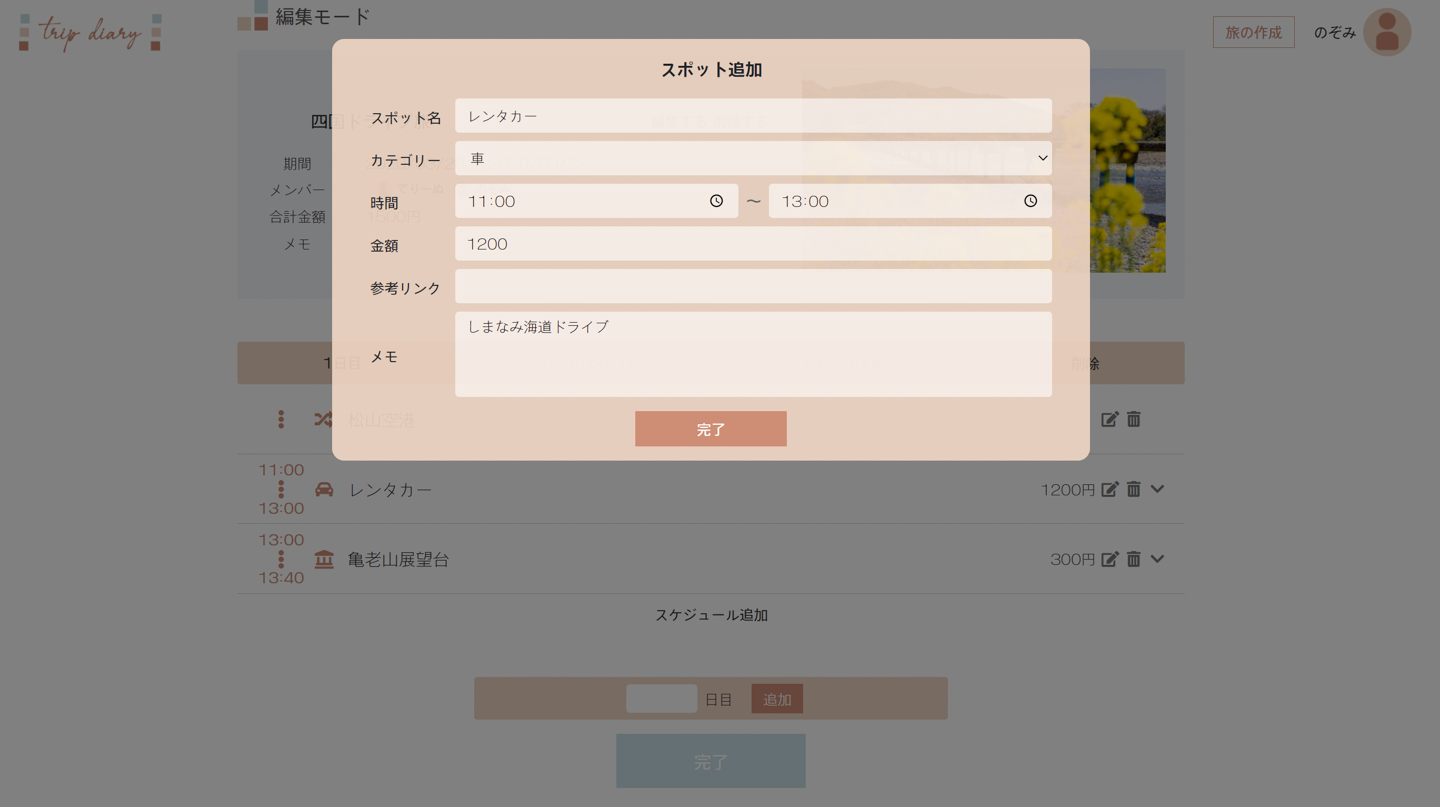 trip diary
編集モード
旅の作成
のぞみ
スポット追加
スポット名
レンタカー
カテゴリー
車
時間
11:00
〜
13:00
金額
1200
参考リンク
メモ
しまなみ海道ドライブ
完了
四国ド
期間
メンバー
合計金額
メモ
1日目
削除
松山空港
11:00
13:00
レンタカー
1200円
13:00
13:40
亀老山展望台
300円
スケジュール追加
日目
追加
完了